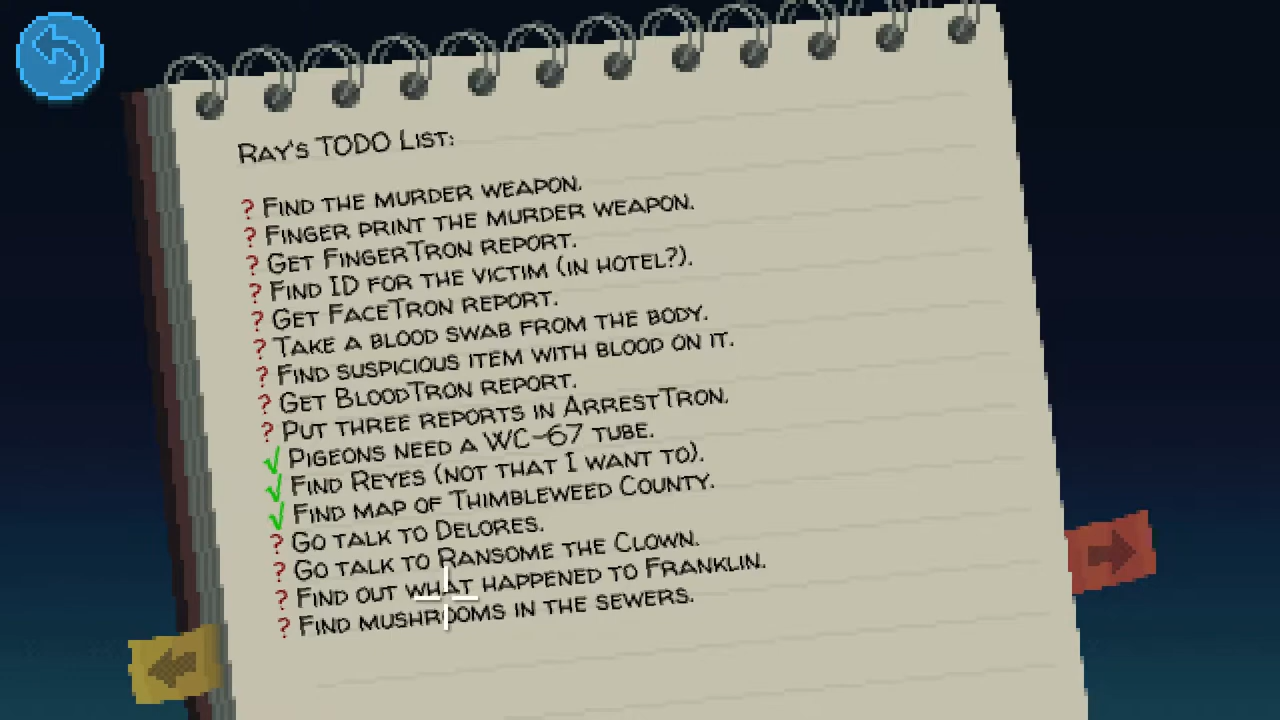 Ray's TODO List:
? Find the murder weapon.
? Finger print the murder weapon.
? Get FingerTron report.
? Find ID for the victim (in hotel?).
? Get FaceTron report.
? Take a blood swab from the body.
? Find suspicious item with blood on it.
? Get BloodTron report.
? Put three reports in ArrestTron.
√ Pigeons need a WC-67 tube.
√ Find Reyes (not that I want to).
√ Find map of Thimbleweed County.
? Go talk to Delores.
? Go talk to Ransome the Clown.
? Find out what happened to Franklin.
? Find mushrooms in the sewers.